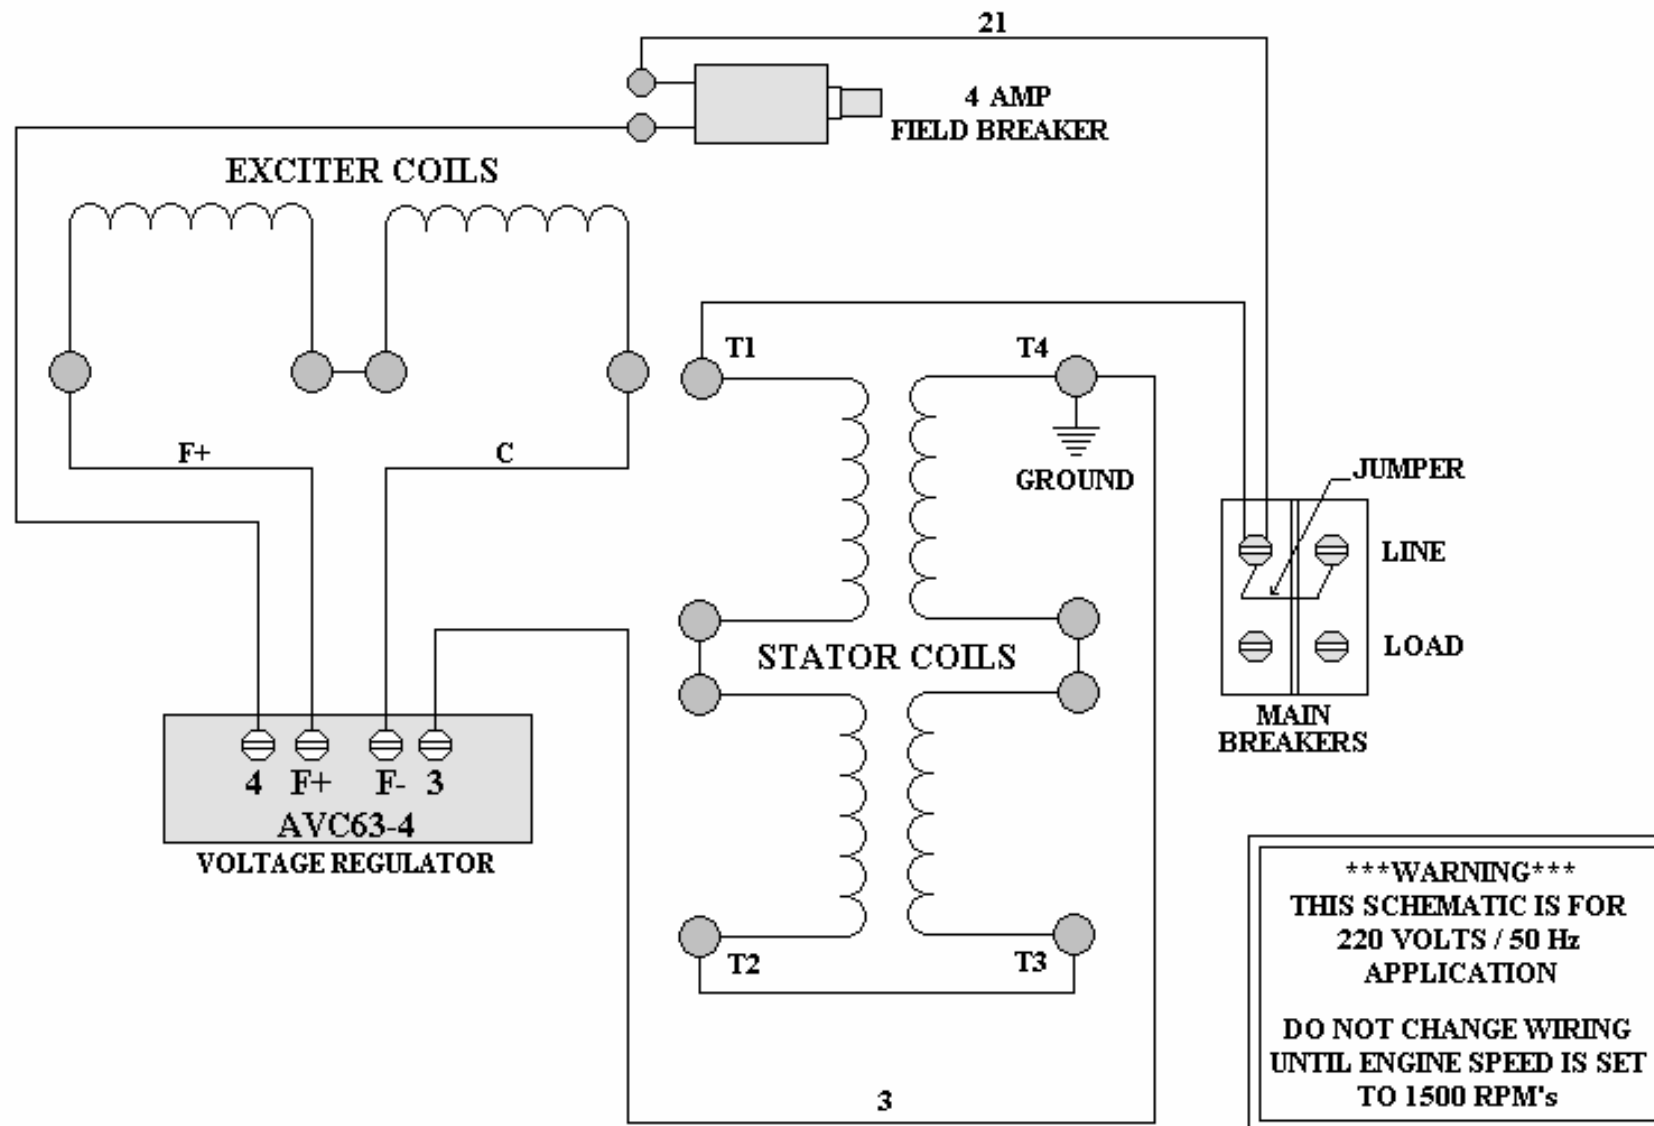 21
4 AMP
FIELD BREAKER
EXCITER COILS
T1
T4
F+
C
GROUND
JUMPER
LINE
STATOR COILS
LOAD
MAIN
BREAKERS
4 F+ F- 3
AVC63-4
VOLTAGE REGULATOR
T2
T3
***WARNING***
THIS SCHEMATIC IS FOR
220 VOLTS / 50 Hz
APPLICATION
DO NOT CHANGE WIRING
UNTIL ENGINE SPEED IS SET
TO 1500 RPM's
3